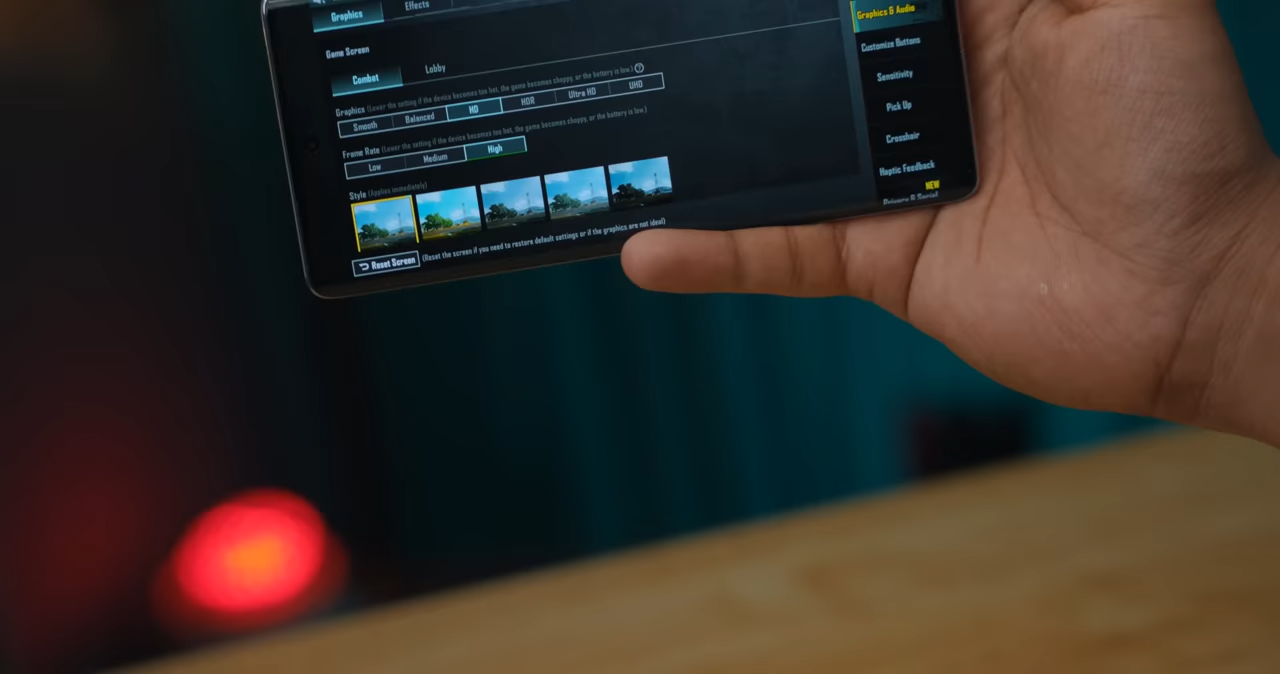 Graphics Effects
Game Screen
Combat Lobby
Graphics (Lower the setting if the device becomes too hot, the game becomes choppy, or the battery is low.) ?
Smooth Balanced HD HDR Ultra HD UHD
Frame Rate (Lower the setting if the device becomes too hot, the game becomes choppy, or the battery is low.)
Low Medium High
Style (Applies immediately)
Reset Screen (Reset the screen if you need to restore default settings or if the graphics are not ideal)
Graphics & Audio
Customize Buttons
Sensitivity
Pick Up
Crosshair
Haptic Feedback
NEW
Privacy & Social